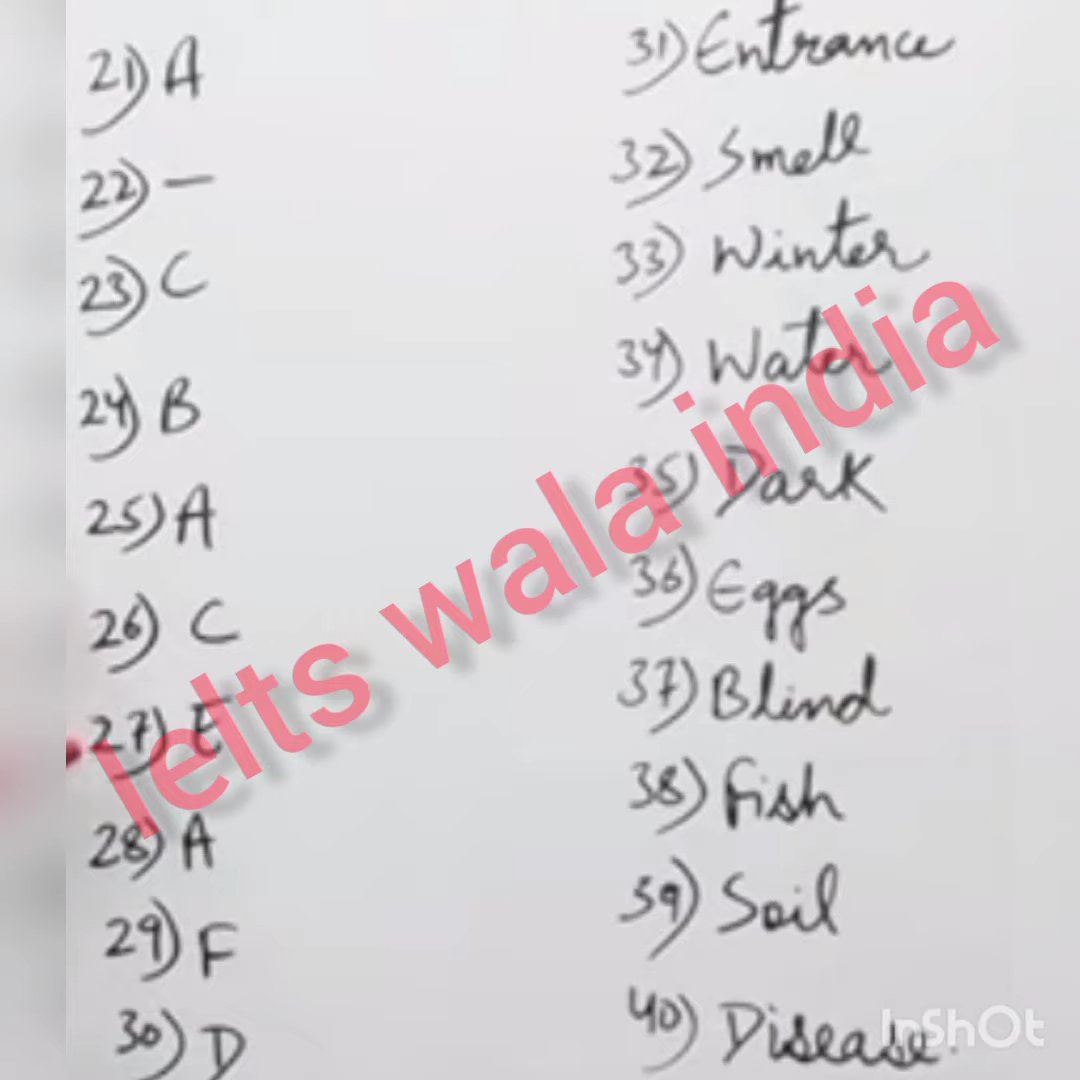 21) A
22) —
23) C
24) B
25) A
26) C
27) E
28) A
29) F
30) D
31) Entrance
32) Smell
33) Winter
34) Water
35) Dark
36) Eggs
37) Blind
38) Fish
39) Soil
40) Disease.
Ielts wala india
InShOt